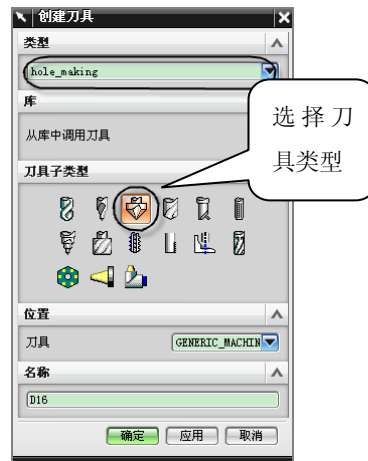 创建刀具
类型
hole_making
库
从库中调用刀具
选择刀
具类型
刀具子类型
位置
刀具
GENERIC_MACHIN
名称
D16
确定 应用 取消